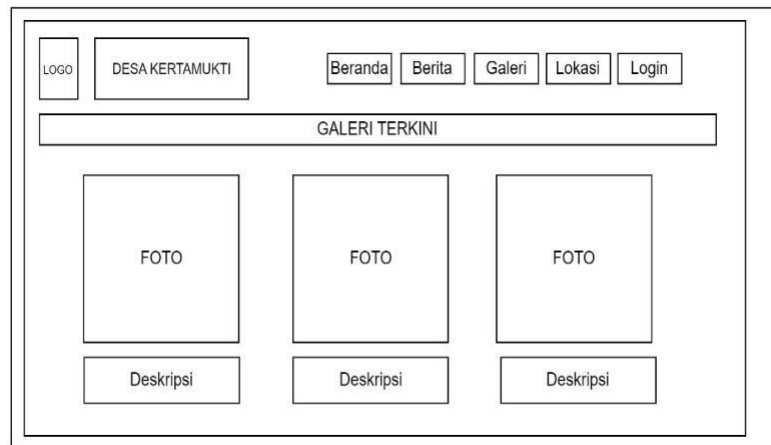 LOGO
DESA KERTAMUKTI
Beranda
Berita
Galeri
Lokasi
Login
GALERI TERKINI
FOTO
FOTO
FOTO
Deskripsi
Deskripsi
Deskripsi